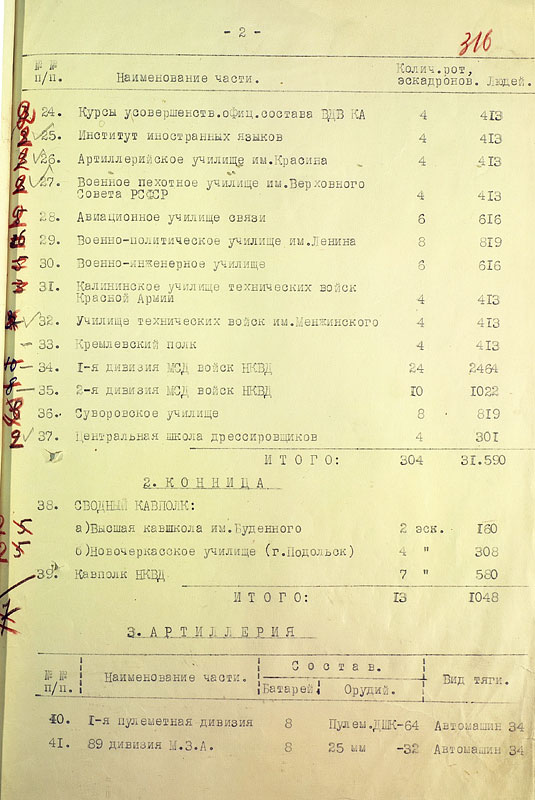 - 2 -
316
№ № п/п. Наименование части. Колич.рот, эскадронов. Людей.
24. Курсы усовершенств.офиц.состава ВДВ КА 4 413
25. Институт иностранных языков 4 413
26. Артиллерийское училище им.Красина 4 413
27. Военное пехотное училище им.Верховного
Совета РСФСР 4 413
28. Авиационное училище связи 6 616
29. Военно-политическое училище им.Ленина 8 819
30. Военно-инженерное училище 6 616
31. Калининское училище технических войск
Красной Армии 4 413
32. Училище технических войск им.Менжинского 4 413
33. Кремлевский полк 4 413
34. I-я дивизия МСД войск НКВД 24 2464
35. 2-я дивизия МСД войск НКВД 10 1022
36. Суворовское училище 8 819
37. Центральная школа дрессировщиков 4 301
ИТОГО: 304 31.590
2. КОННИЦА
38. СВОДНЫЙ КАВПОЛК:
а)Высшая кавшкола им.Буденного 2 эск. 160
б)Новочеркасское училище (г.Подольск) 4 " 308
39. Кавполк НКВД 7 " 580
ИТОГО: 13 1048
3. АРТИЛЛЕРИЯ
№ № п/п. Наименование части. Состав. Вид тяги.
Батарей. Орудий.
40. I-я пулеметная дивизия 8 Пулем.ДШК-64 Автомашин 34
41. 89 дивизия М.З.А. 8 25 мм -32 Автомашин 34